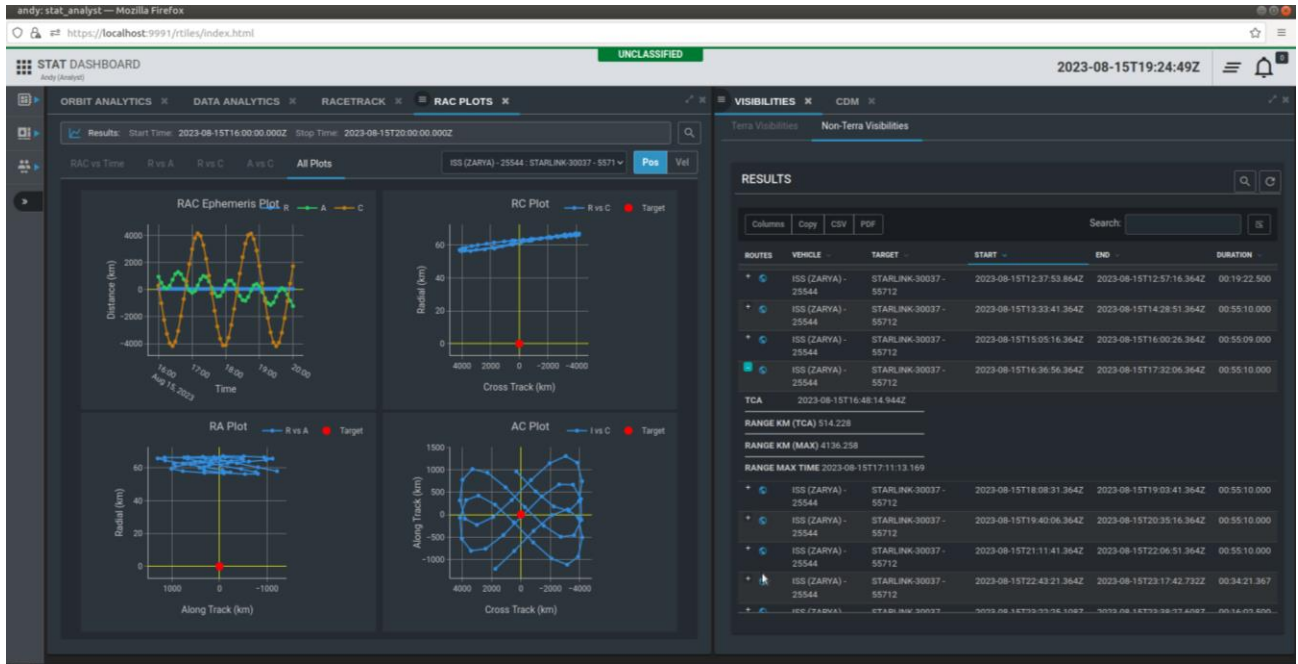 andy: stat_analyst — Mozilla Firefox
https://localhost:9991/rtiles/index.html
UNCLASSIFIED
STAT DASHBOARD
Andy (Analyst)
2023-08-15T19:24:49Z
0
ORBIT ANALYTICS × DATA ANALYTICS × RACETRACK × RAC PLOTS ×
Results: Start Time: 2023-08-15T16:00:00.000Z Stop Time: 2023-08-15T20:00:00.000Z
RAC vs Time R vs A R vs C A vs C All Plots
ISS (ZARYA) - 25544 : STARLINK-30037 - 5571
Pos Vel
RAC Ephemeris Plot
R A C
4000
2000
0
−2000
−4000
Distance (km)
16:00 17:00 18:00 19:00 20:00
Aug 15, 2023
Time
RC Plot
R vs C Target
60
40
20
0
Radial (km)
4000 2000 0 −2000 −4000
Cross Track (km)
RA Plot
R vs A Target
60
40
20
0
Radial (km)
1000 0 −1000
Along Track (km)
AC Plot
I vs C Target
1500
1000
500
0
−500
−1000
Along Track (km)
4000 2000 0 −2000 −4000
Cross Track (km)
VISIBILITIES × CDM ×
Terra Visibilities Non-Terra Visibilities
RESULTS
Columns Copy CSV PDF
Search:
ROUTES VEHICLE TARGET START END DURATION
+ ISS (ZARYA) - 25544 STARLINK-30037 - 55712 2023-08-15T12:37:53.864Z 2023-08-15T12:57:16.364Z 00:19:22.500
+ ISS (ZARYA) - 25544 STARLINK-30037 - 55712 2023-08-15T13:33:41.364Z 2023-08-15T14:28:51.364Z 00:55:10.000
+ ISS (ZARYA) - 25544 STARLINK-30037 - 55712 2023-08-15T15:05:16.364Z 2023-08-15T16:00:26.364Z 00:55:09.000
ISS (ZARYA) - 25544 STARLINK-30037 - 55712 2023-08-15T16:36:56.364Z 2023-08-15T17:32:06.364Z 00:55:10.000
TCA 2023-08-15T16:48:14.944Z
RANGE KM (TCA) 514.228
RANGE KM (MAX) 4136.258
RANGE MAX TIME 2023-08-15T17:11:13.169
+ ISS (ZARYA) - 25544 STARLINK-30037 - 55712 2023-08-15T18:08:31.364Z 2023-08-15T19:03:41.364Z 00:55:10.000
+ ISS (ZARYA) - 25544 STARLINK-30037 - 55712 2023-08-15T19:40:06.364Z 2023-08-15T20:35:16.364Z 00:55:10.000
+ ISS (ZARYA) - 25544 STARLINK-30037 - 55712 2023-08-15T21:11:41.364Z 2023-08-15T22:06:51.364Z 00:55:10.000
+ ISS (ZARYA) - 25544 STARLINK-30037 - 55712 2023-08-15T22:43:21.364Z 2023-08-15T23:17:42.732Z 00:34:21.367